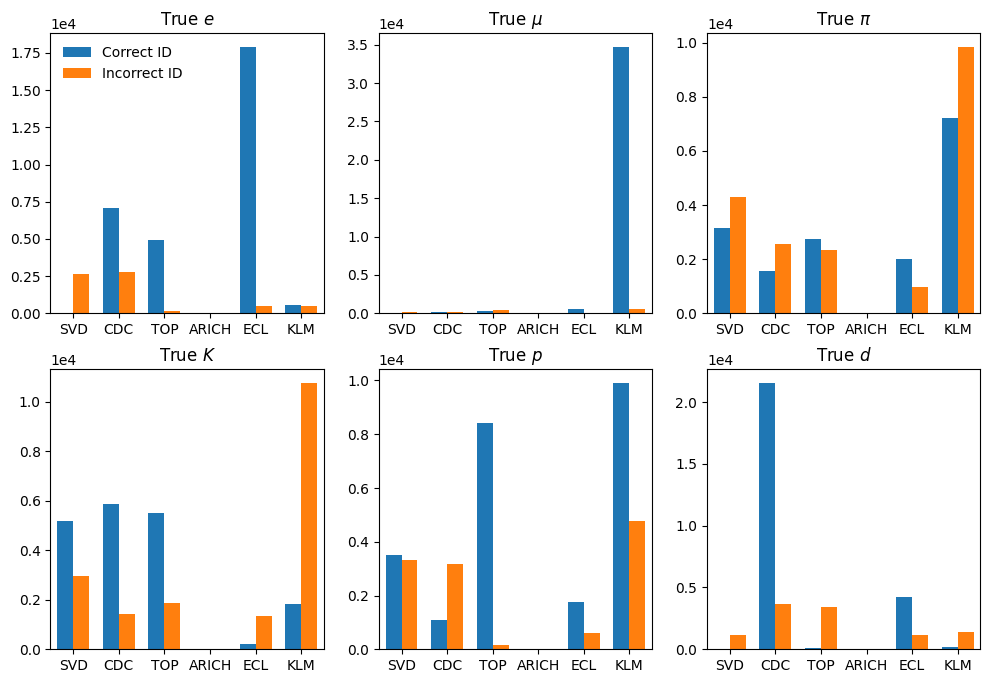 True e
1e4
Correct ID
Incorrect ID
1.75
1.50
1.25
1.00
0.75
0.50
0.25
0.00
SVD CDC TOP ARICH ECL KLM
True μ
1e4
3.5
3.0
2.5
2.0
1.5
1.0
0.5
0.0
SVD CDC TOP ARICH ECL KLM
True π
1e4
1.0
0.8
0.6
0.4
0.2
0.0
SVD CDC TOP ARICH ECL KLM
True K
1e4
1.0
0.8
0.6
0.4
0.2
0.0
SVD CDC TOP ARICH ECL KLM
True p
1e4
1.0
0.8
0.6
0.4
0.2
0.0
SVD CDC TOP ARICH ECL KLM
True d
1e4
2.0
1.5
1.0
0.5
0.0
SVD CDC TOP ARICH ECL KLM